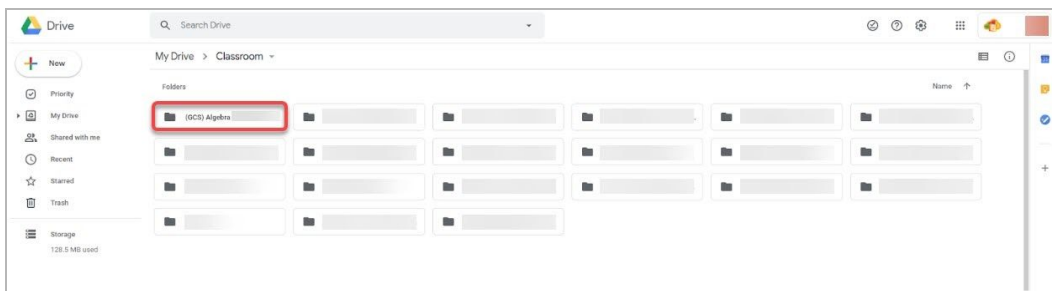 Drive
Search Drive
New
My Drive > Classroom
Folders
Name
Priority
My Drive
Shared with me
Recent
Starred
Trash
Storage
128.5 MB used
(GCS) Algebra